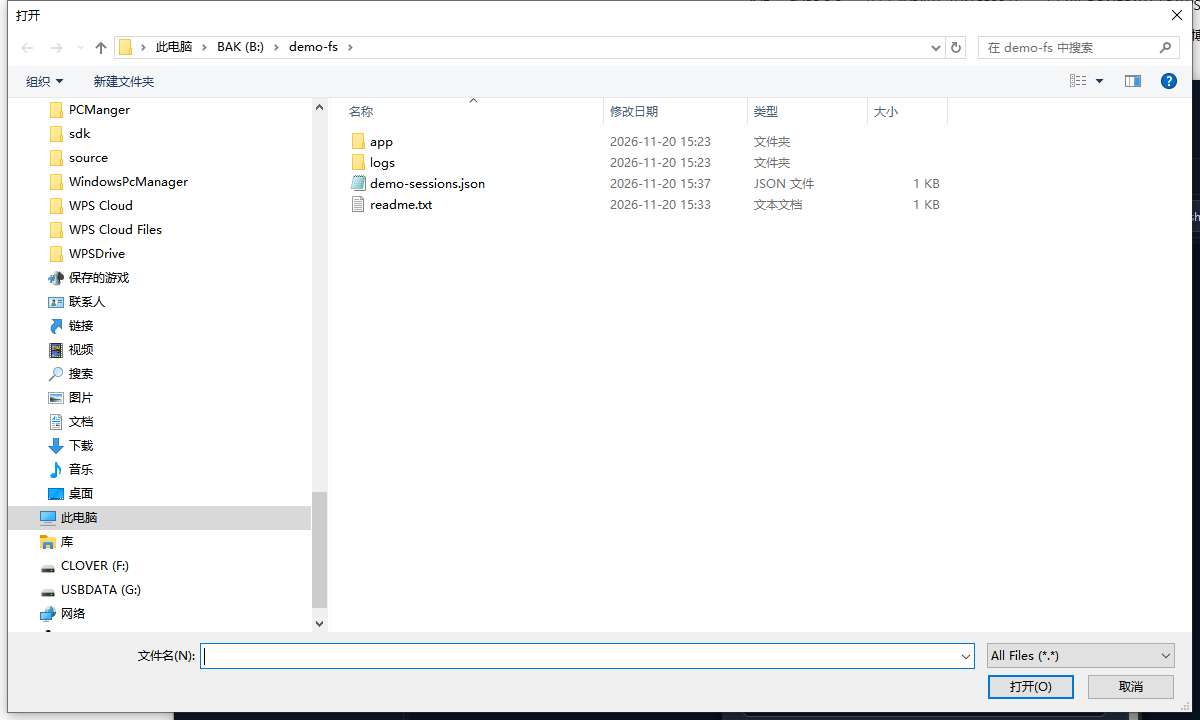 打开
此电脑 BAK (B:) demo-fs
在 demo-fs 中搜索
组织 新建文件夹
PCManger
sdk
source
WindowsPcManager
WPS Cloud
WPS Cloud Files
WPSDrive
保存的游戏
联系人
链接
视频
搜索
图片
文档
下载
音乐
桌面
此电脑
库
CLOVER (F:)
USBDATA (G:)
网络
名称 修改日期 类型 大小
app 2026-11-20 15:23 文件夹
logs 2026-11-20 15:23 文件夹
demo-sessions.json 2026-11-20 15:37 JSON 文件 1 KB
readme.txt 2026-11-20 15:33 文本文档 1 KB
文件名(N): All Files (*.*)
打开(O) 取消